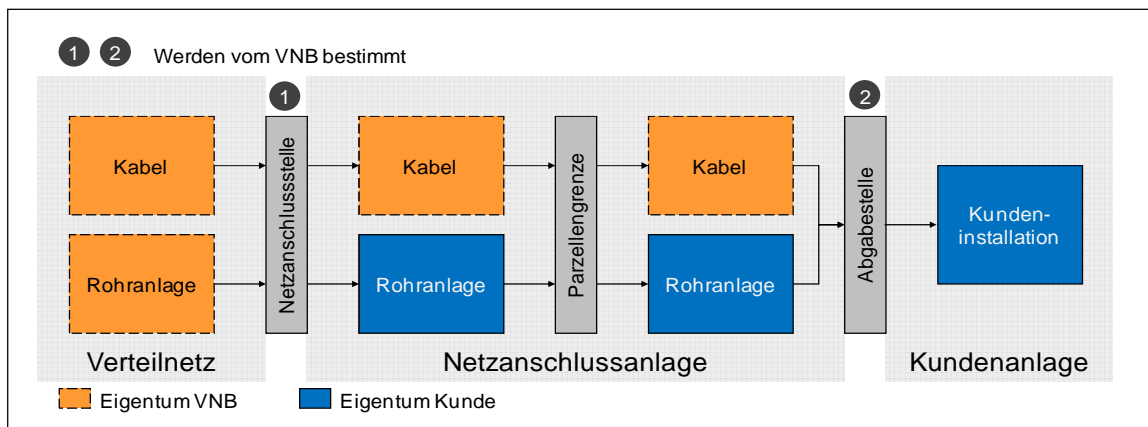 1 2 Werden vom VNB bestimmt
1
2
Kabel
Netzanschlussstelle
Kabel
Parzellengrenze
Kabel
Abgabestelle
Kunden-
installation
Rohranlage
Rohranlage
Rohranlage
Verteilnetz
Netzanschlussanlage
Kundenanlage
Eigentum VNB
Eigentum Kunde